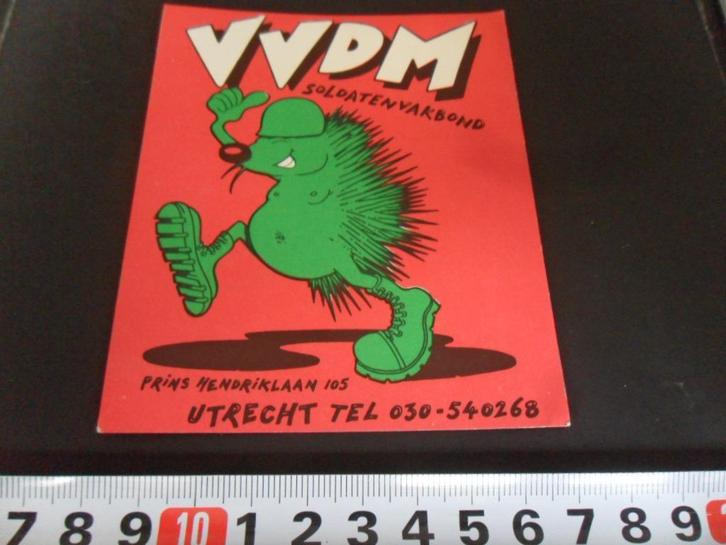 VVDM
SOLDATENVAKBOND
PRINS HENDRIKLAAN 105
UTRECHT TEL 030-540268
7 8 9 10 1 2 3 4 5 6 7 8 9